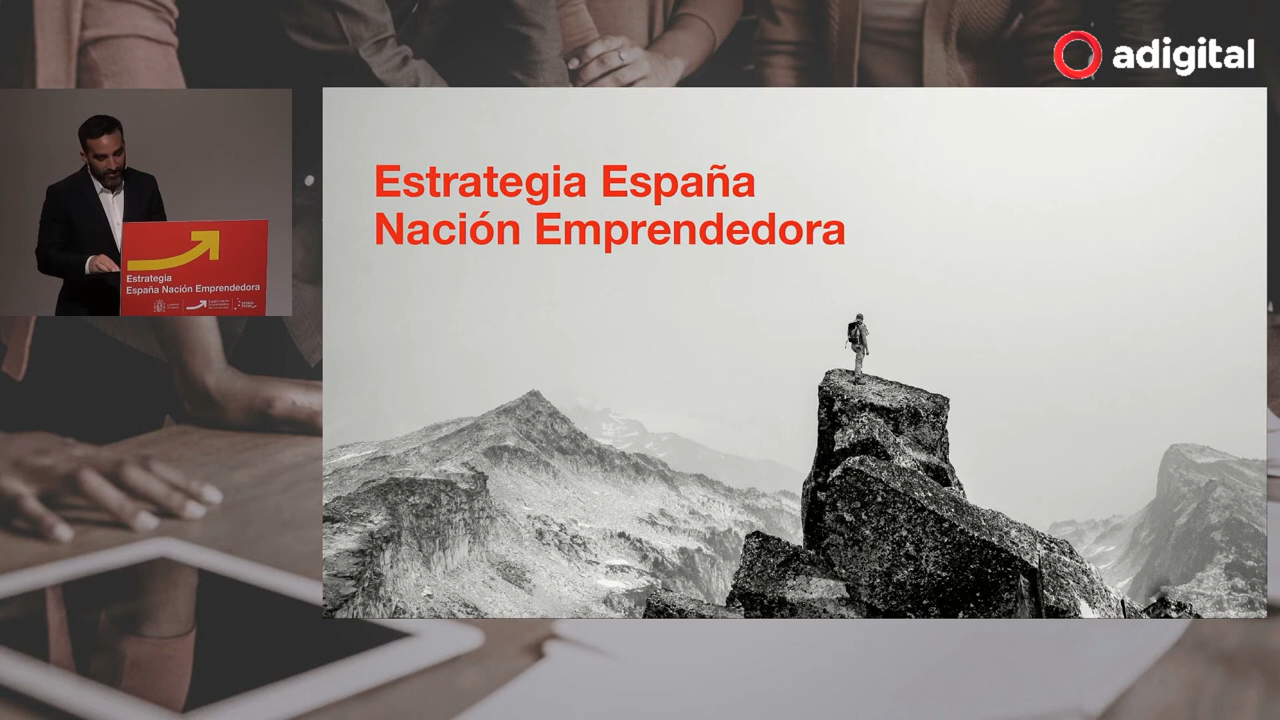 adigital
Estrategia España
Nación Emprendedora
Estrategia
España Nación Emprendedora